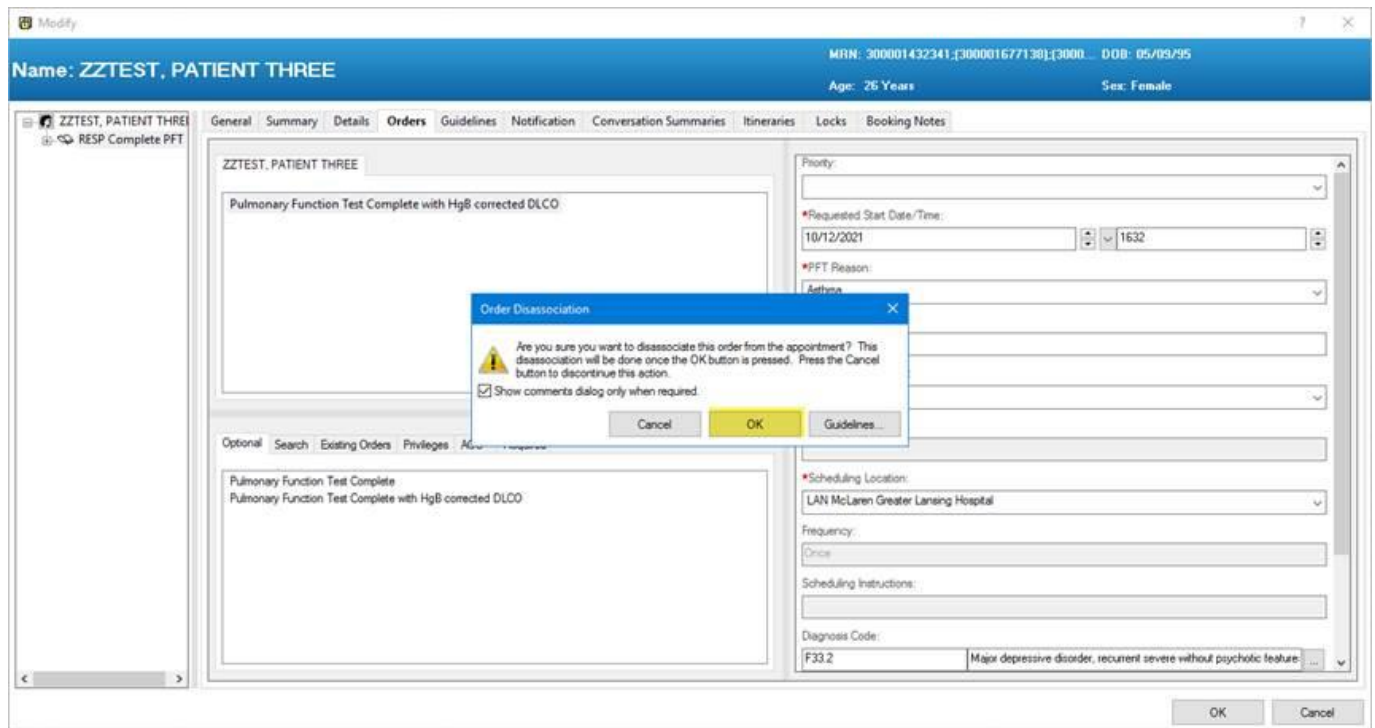 Modify
? ×
Name: ZZTEST, PATIENT THREE
MRN: 300001432341;(300001677138);(3000... DOB: 05/09/95
Age: 26 Years Sex: Female
ZZTEST, PATIENT THREE
RESP Complete PFT
General Summary Details Orders Guidelines Notification Conversation Summaries Itineraries Locks Booking Notes
ZZTEST, PATIENT THREE
Pulmonary Function Test Complete with HgB corrected DLCO
Optional Search Existing Orders Privileges
Pulmonary Function Test Complete
Pulmonary Function Test Complete with HgB corrected DLCO
Priority:
*Requested Start Date/Time:
10/12/2021 1632
*PFT Reason:
Asthma
*Scheduling Location:
LAN McLaren Greater Lansing Hospital
Frequency:
Once
Scheduling Instructions:
Diagnosis Code:
F33.2 Major depressive disorder, recurrent severe without psychotic feature: ...
Order Disassociation
Are you sure you want to disassociate this order from the appointment? This
disassociation will be done once the OK button is pressed. Press the Cancel
button to discontinue this action.
Show comments dialog only when required.
Cancel OK Guidelines...
OK Cancel